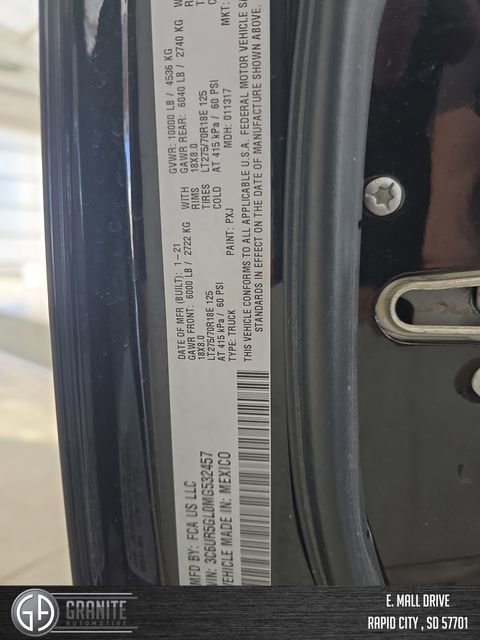 MFD BY: FCA US LLC
VIN: 3C6UR5GL0MG532457
VEHICLE MADE IN: MEXICO
DATE OF MFR (BUILT): 1-21 GVWR: 10000 LB / 4536 KG
GAWR FRONT: 6000 LB / 2722 KG WITH GAWR REAR: 6040 LB / 2740 KG
18X8.0 RIMS 18X8.0
LT275/70R18E 125 TIRES LT275/70R18E 125
AT 415 kPa / 60 PSI COLD AT 415 kPa / 60 PSI
TYPE: TRUCK PAINT: PXJ MDH: 011317 MKT:
THIS VEHICLE CONFORMS TO ALL APPLICABLE U.S.A. FEDERAL MOTOR VEHICLE
STANDARDS IN EFFECT ON THE DATE OF MANUFACTURE SHOWN ABOVE.
GA GRANITE
AUTOMOTIVE
E. MALL DRIVE
RAPID CITY , SD 57701